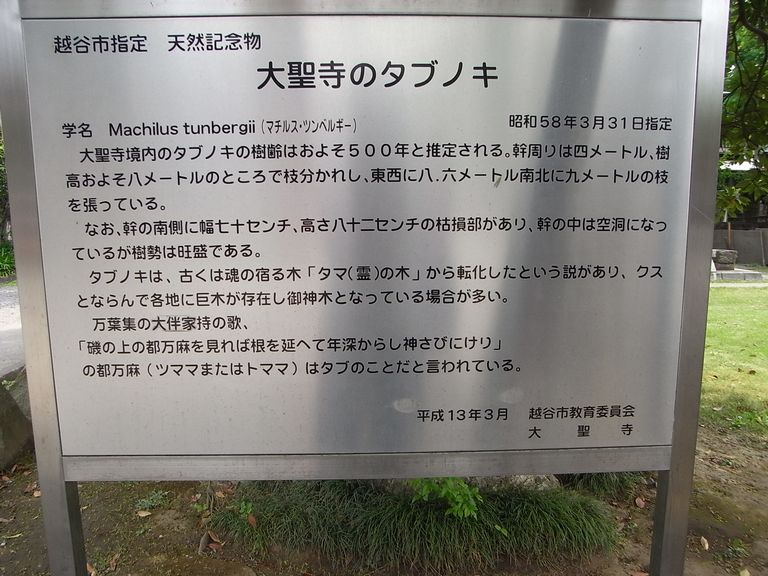 越谷市指定　天然記念物
大聖寺のタブノキ
学名　Machilus tunbergii（マチルス・ツンベルギー）　昭和58年3月31日指定
大聖寺境内のタブノキの樹齢はおよそ500年と推定される。幹周りは四メートル、樹
高およそ八メートルのところで枝分かれし、東西に八.六メートル南北に九メートルの枝
を張っている。
なお、幹の南側に幅七十センチ、高さ八十二センチの枯損部があり、幹の中は空洞になっ
ているが樹勢は旺盛である。
タブノキは、古くは魂の宿る木「タマ（霊）の木」から転化したという説があり、クス
とならんで各地に巨木が存在し御神木となっている場合が多い。
万葉集の大伴家持の歌、
「磯の上の都万麻を見れば根を延へて年深からし神さびにけり」
の都万麻（ツママまたはトママ）はタブのことだと言われている。
平成13年3月　越谷市教育委員会
大　聖　寺